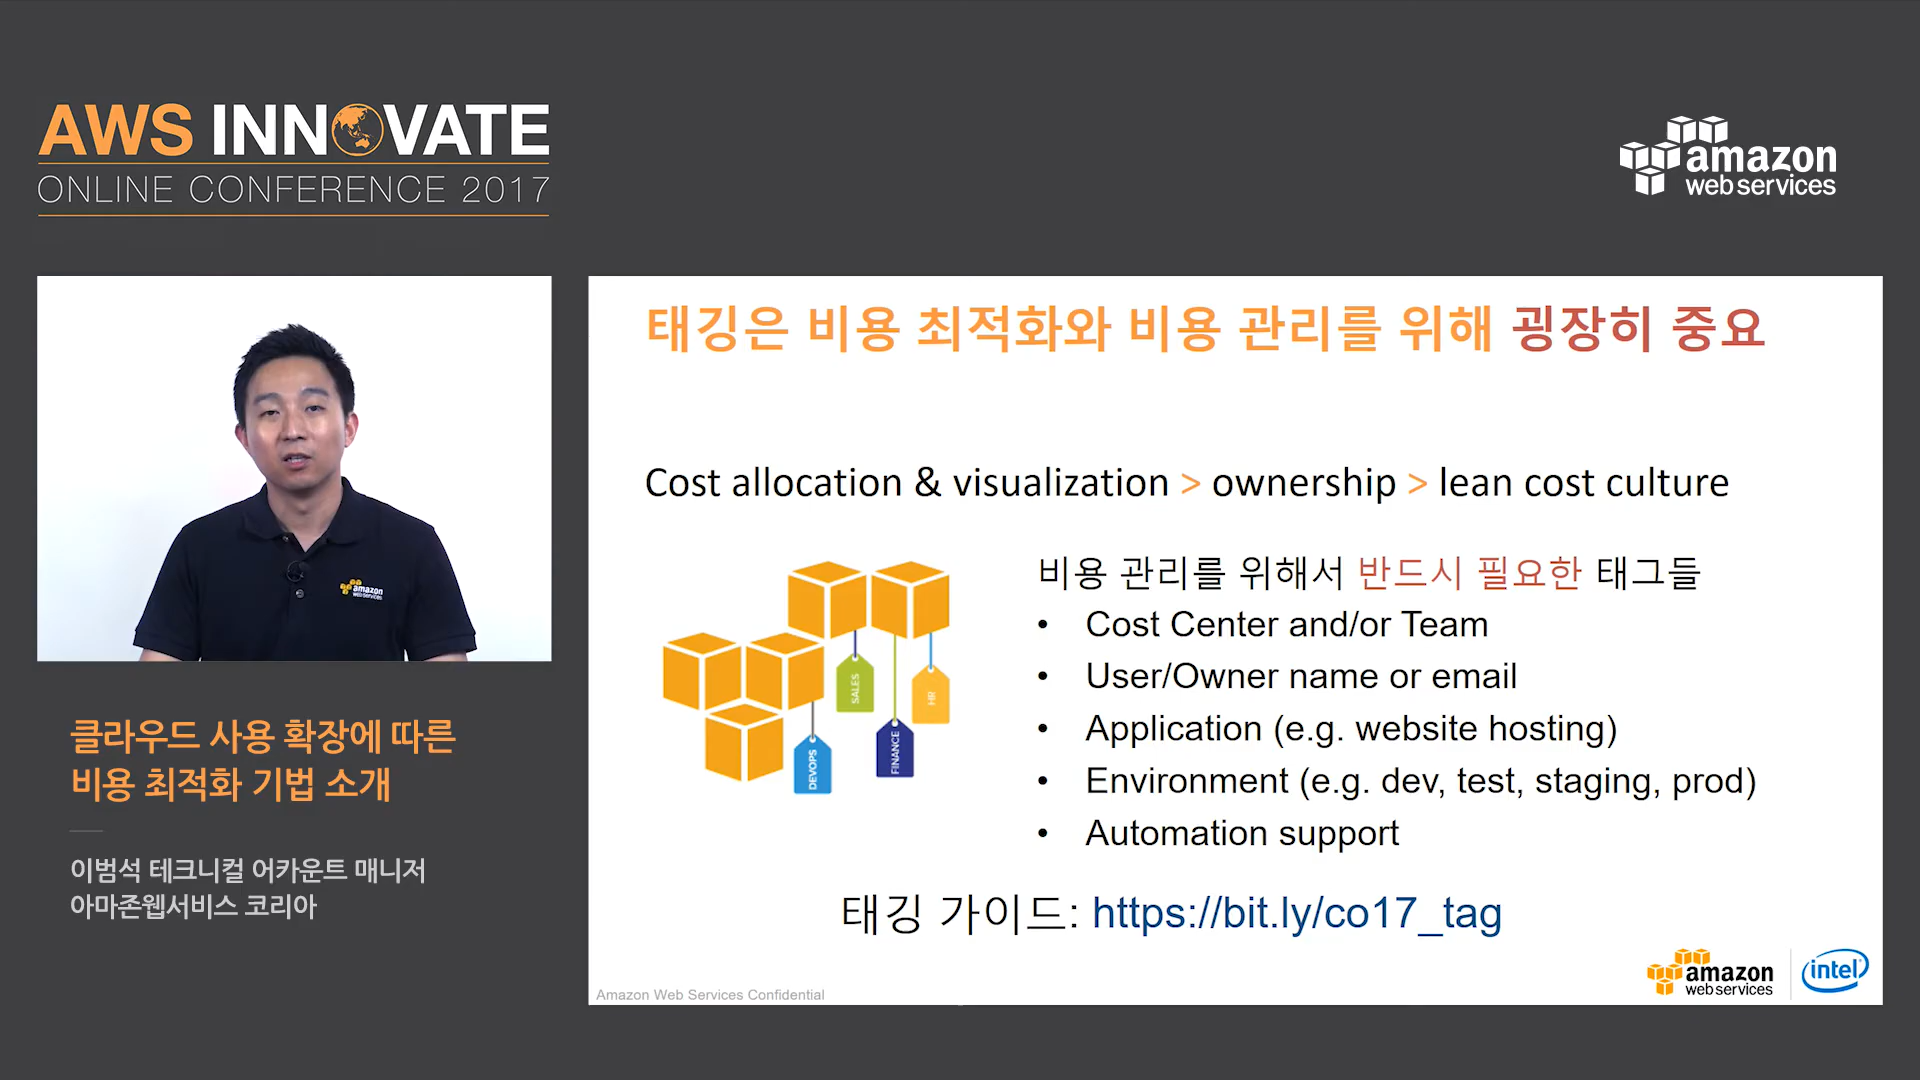 AWS INNOVATE
ONLINE CONFERENCE 2017
amazon
web services
amazon
web services
클라우드 사용 확장에 따른
비용 최적화 기법 소개
이범석 테크니컬 어카운트 매니저
아마존웹서비스 코리아
태깅은 비용 최적화와 비용 관리를 위해 굉장히 중요
Cost allocation & visualization > ownership > lean cost culture
SALES
HR
DEVOPS
FINANCE
비용 관리를 위해서 반드시 필요한 태그들
• Cost Center and/or Team
• User/Owner name or email
• Application (e.g. website hosting)
• Environment (e.g. dev, test, staging, prod)
• Automation support
태깅 가이드: https://bit.ly/co17_tag
Amazon Web Services Confidential
amazon
web services
intel